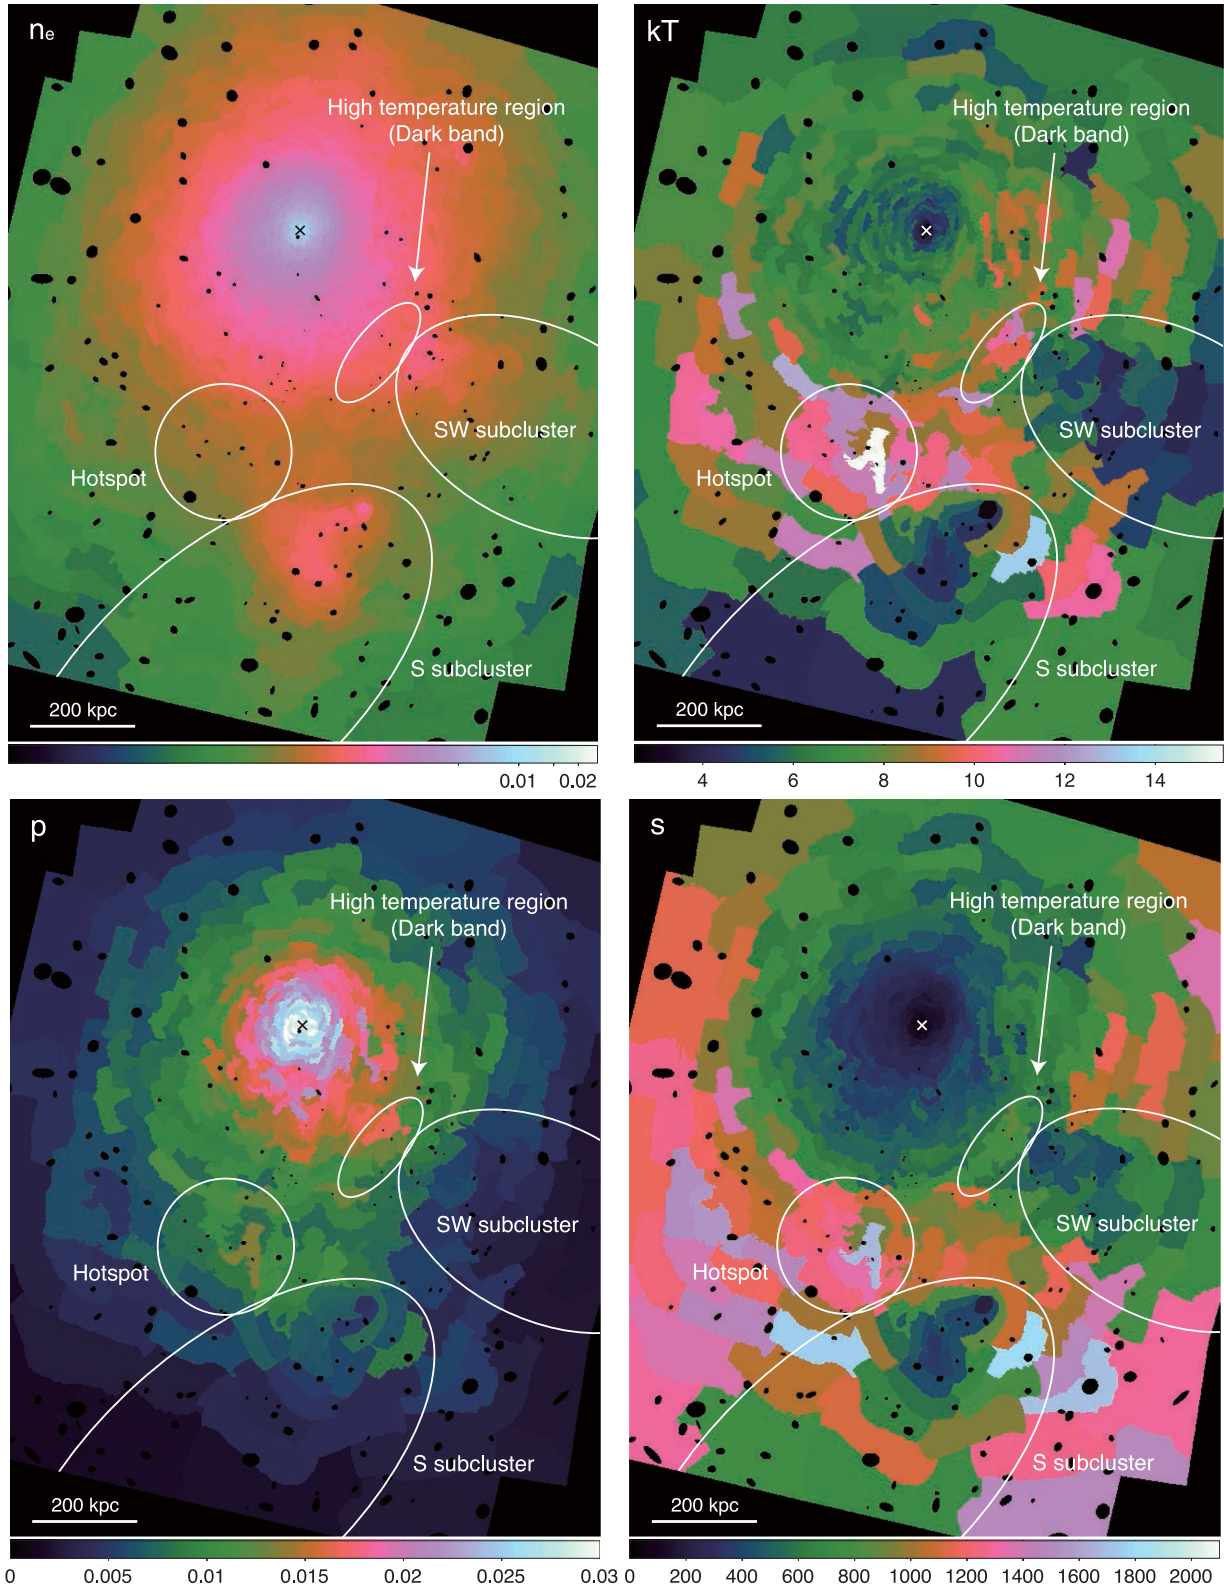 nₑ
High temperature region
(Dark band)
SW subcluster
Hotspot
S subcluster
200 kpc
0.01 0.02
kT
High temperature region
(Dark band)
SW subcluster
Hotspot
S subcluster
200 kpc
4 6 8 10 12 14
p
High temperature region
(Dark band)
SW subcluster
Hotspot
S subcluster
200 kpc
0 0.005 0.01 0.015 0.02 0.025 0.03
s
High temperature region
(Dark band)
SW subcluster
Hotspot
S subcluster
200 kpc
0 200 400 600 800 1000 1200 1400 1600 1800 2000